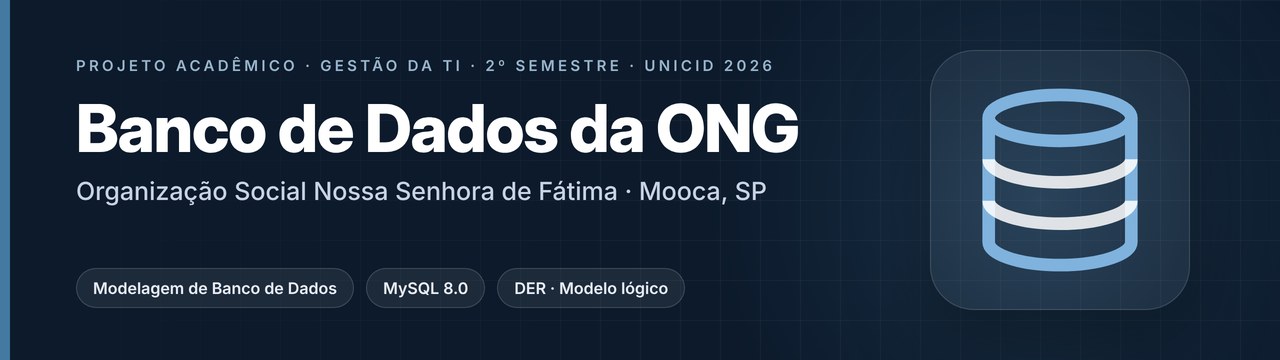 PROJETO ACADÊMICO · GESTÃO DA TI · 2º SEMESTRE · UNICID 2026
Banco de Dados da ONG
Organização Social Nossa Senhora de Fátima · Mooca, SP
Modelagem de Banco de Dados
MySQL 8.0
DER · Modelo lógico